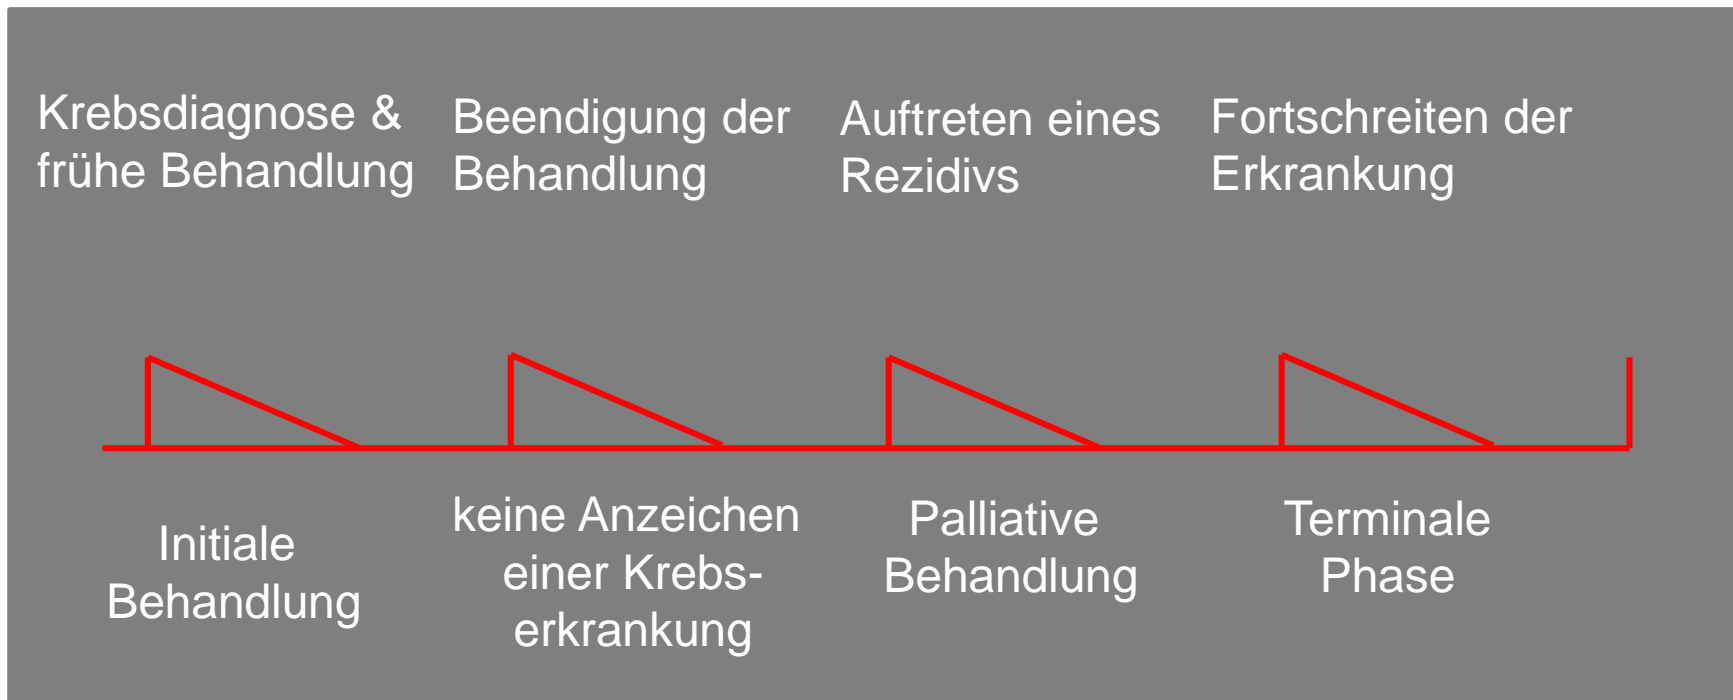 Krebsdiagnose &
frühe Behandlung
Beendigung der
Behandlung
Auftreten eines
Rezidivs
Fortschreiten der
Erkrankung
Initiale
Behandlung
keine Anzeichen
einer Krebs-
erkrankung
Palliative
Behandlung
Terminale
Phase